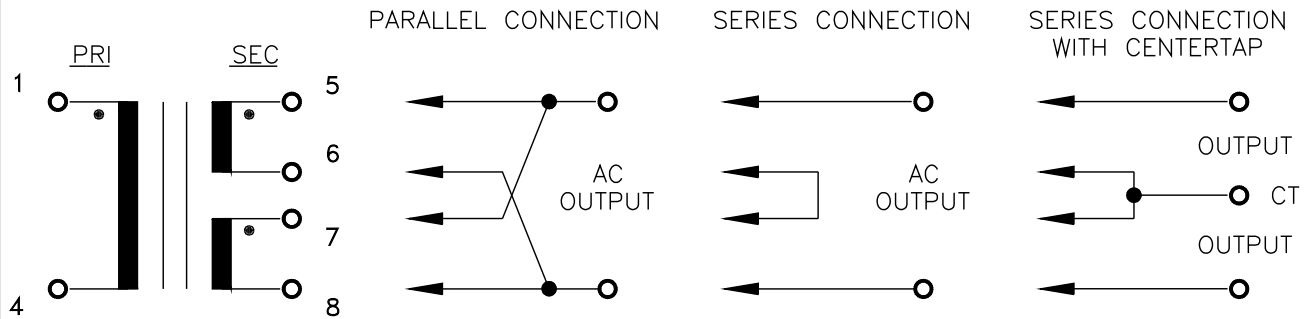 PRI
SEC
1
4
5
6
7
8
PARALLEL CONNECTION
AC
OUTPUT
SERIES CONNECTION
AC
OUTPUT
SERIES CONNECTION
WITH CENTERTAP
OUTPUT
CT
OUTPUT